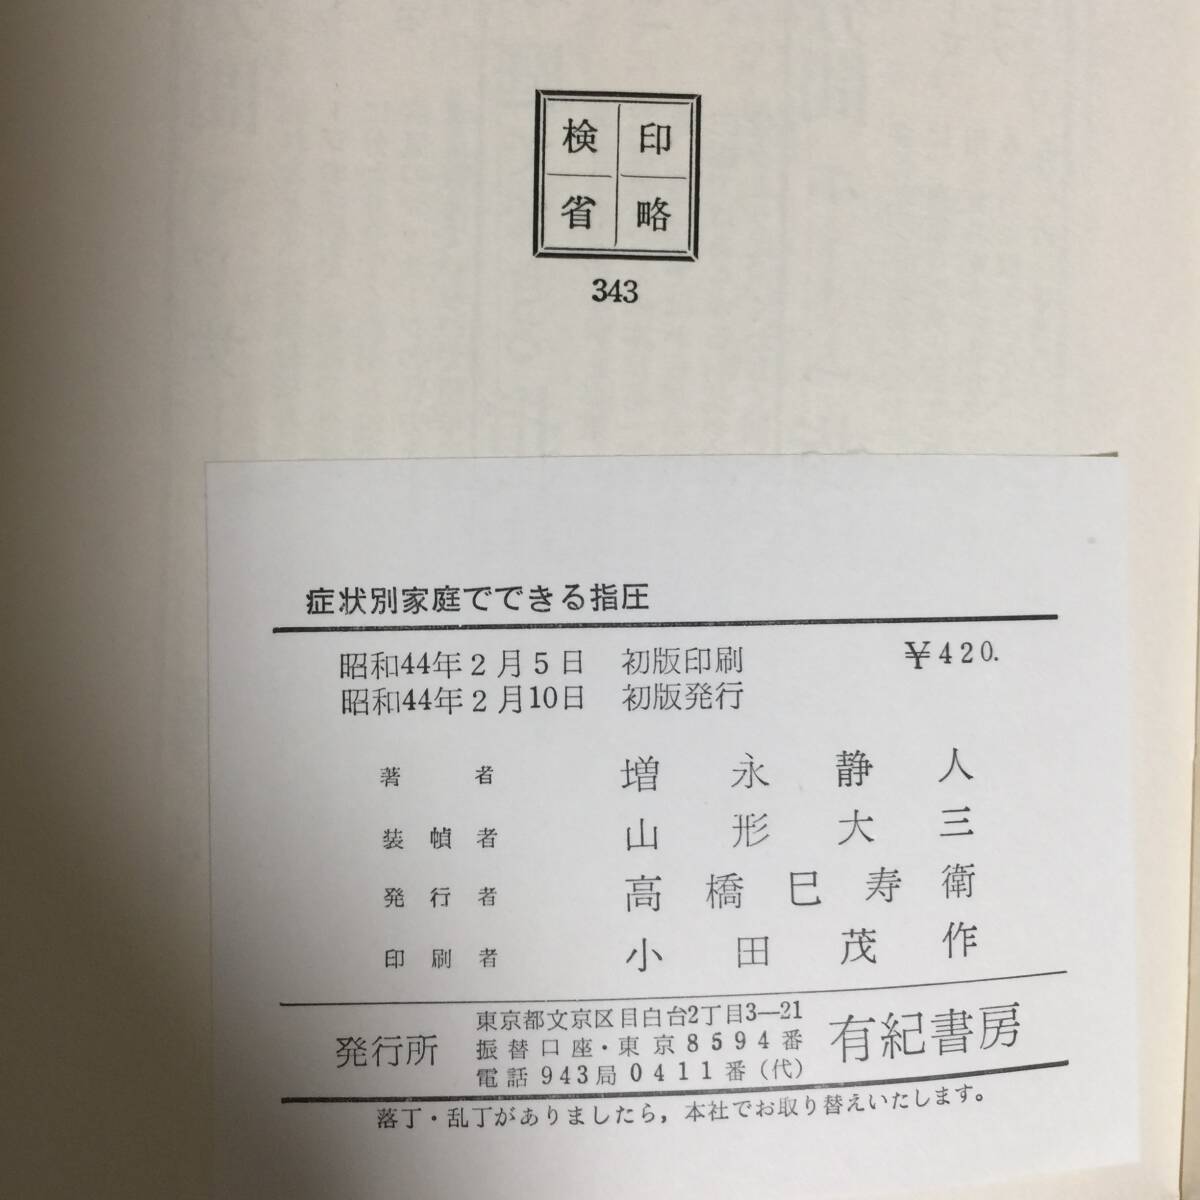 検印
省略
343
症状別家庭でできる指圧
昭和44年2月5日 初版印刷 ¥420.
昭和44年2月10日 初版発行
著者 増永静人
装幀者 山形大三
発行者 高橋巳寿衛
印刷者 小田茂作
発行所 東京都文京区目白台2丁目3—21
振替口座・東京8594番 有紀書房
電話943局0411番(代)
落丁・乱丁がありましたら,本社でお取り替えいたします。